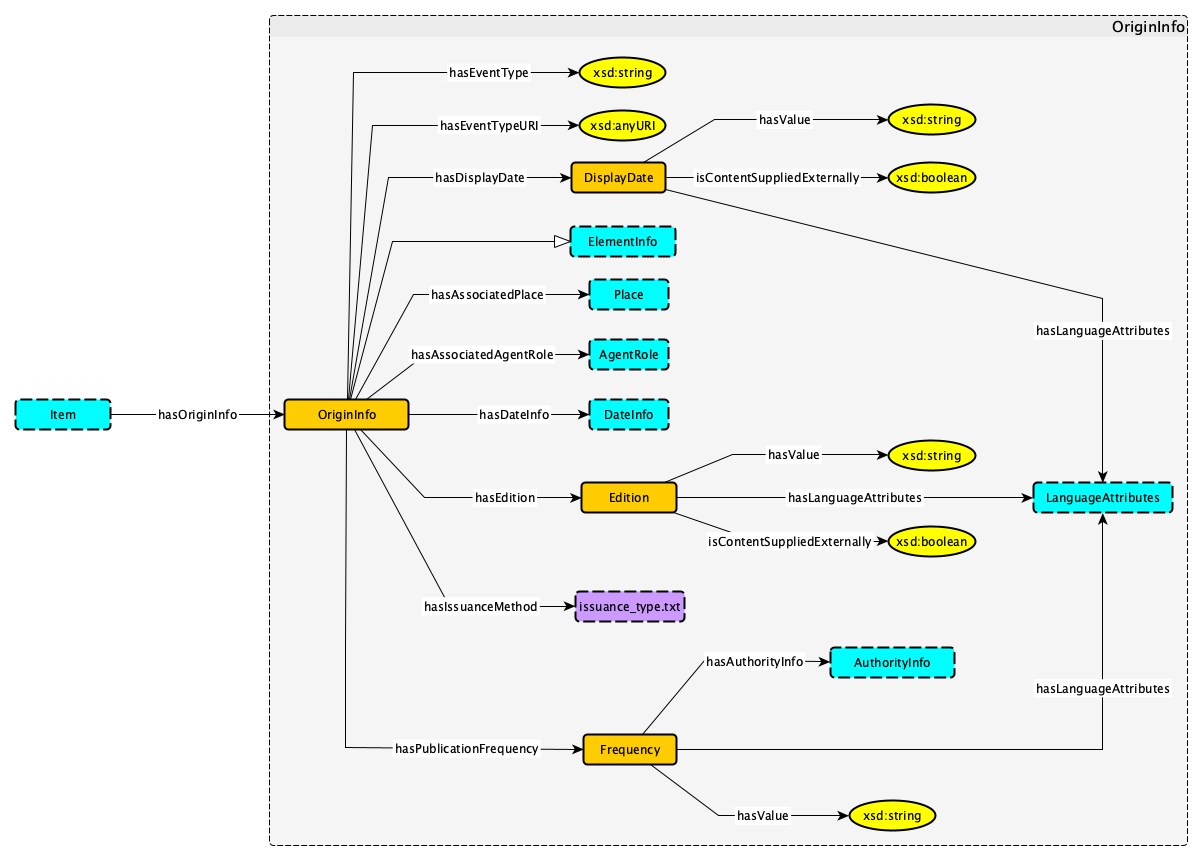 OriginInfo
hasEventType
xsd:string
hasEventTypeURI
xsd:anyURI
hasValue
xsd:string
hasDisplayDate
DisplayDate
isContentSuppliedExternally
xsd:boolean
ElementInfo
hasAssociatedPlace
Place
hasLanguageAttributes
hasAssociatedAgentRole
AgentRole
Item
hasOriginInfo
OriginInfo
hasDateInfo
DateInfo
hasValue
xsd:string
hasEdition
Edition
hasLanguageAttributes
LanguageAttributes
isContentSuppliedExternally
xsd:boolean
hasIssuanceMethod
issuance_type.txt
hasAuthorityInfo
AuthorityInfo
hasLanguageAttributes
hasPublicationFrequency
Frequency
hasValue
xsd:string